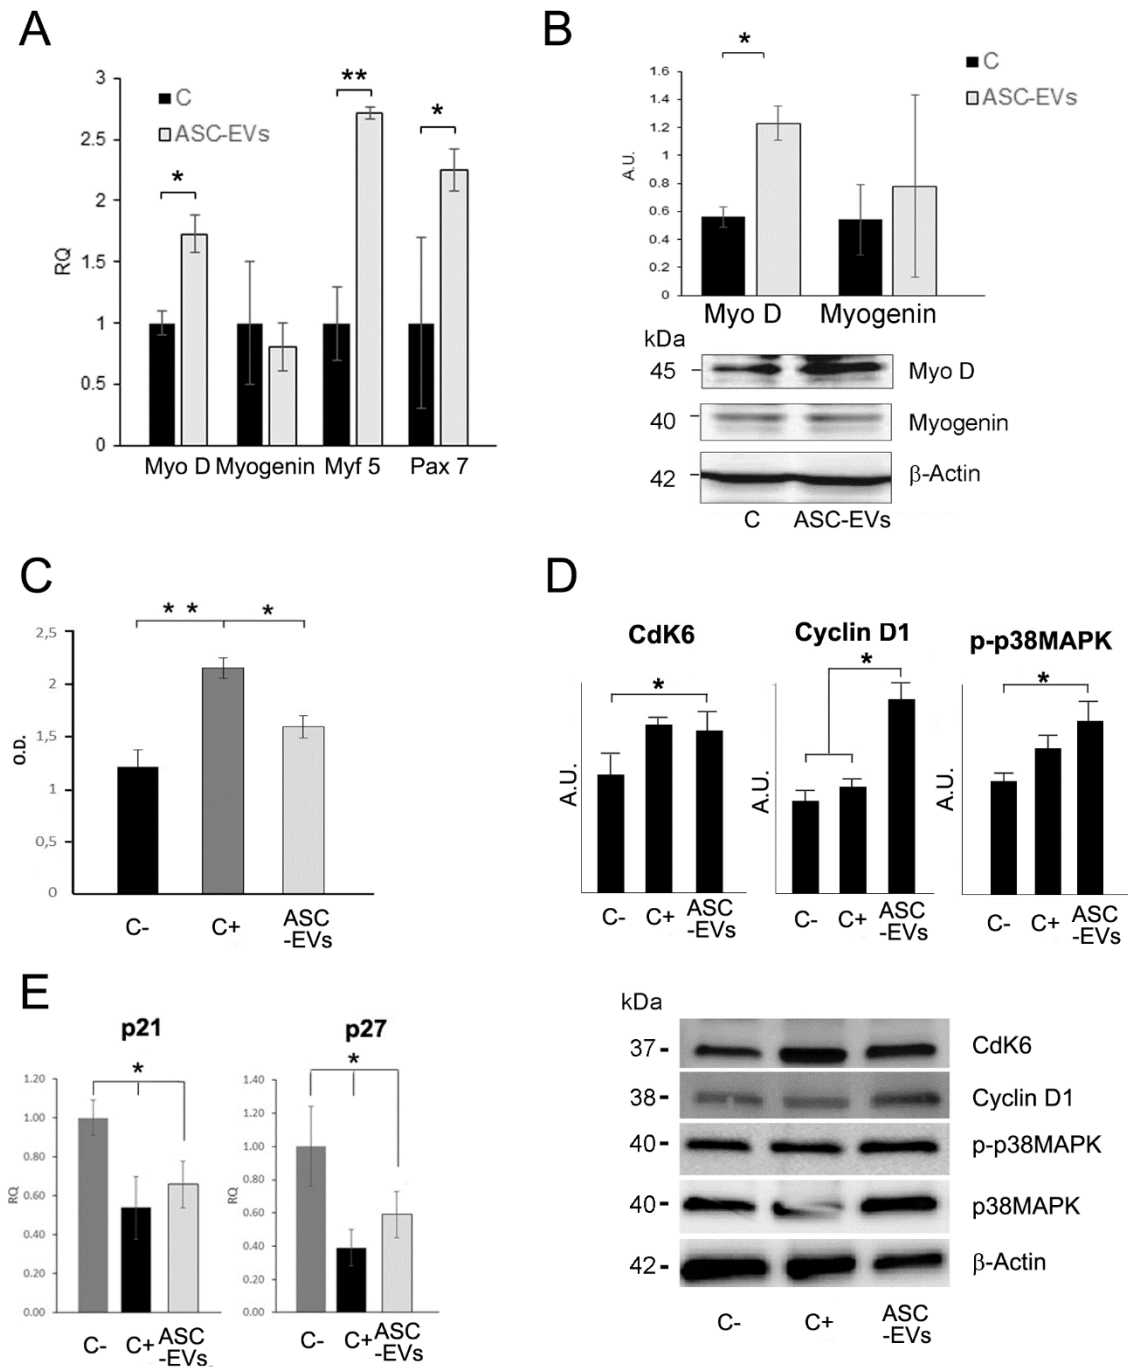 A
3
2.5
2
1.5
1
0.5
0
RQ
C
ASC-EVs
*
**
*
Myo D Myogenin Myf 5 Pax 7
B
1.6
1.4
1.2
1
0.8
0.6
0.4
0.2
0
A.U.
*
C
ASC-EVs
Myo D Myogenin
kDa
45 Myo D
40 Myogenin
42 β-Actin
C ASC-EVs
C
* * *
2,5
2
1,5
1
0,5
0
O.D.
C- C+ ASC
-EVs
D
CdK6 Cyclin D1 p-p38MAPK
* * *
A.U. A.U. A.U.
C- C+ ASC
-EVs
C- C+ ASC
-EVs
C- C+ ASC
-EVs
kDa
37 CdK6
38 Cyclin D1
40 p-p38MAPK
40 p38MAPK
42 β-Actin
C- C+ ASC
-EVs
E
p21
*
1.20
1.00
0.80
0.60
0.40
0.20
0.00
RQ
C- C+ ASC
-EVs
p27
*
1.40
1.20
1.00
0.80
0.60
0.40
0.20
0.00
RQ
C- C+ ASC
-EVs